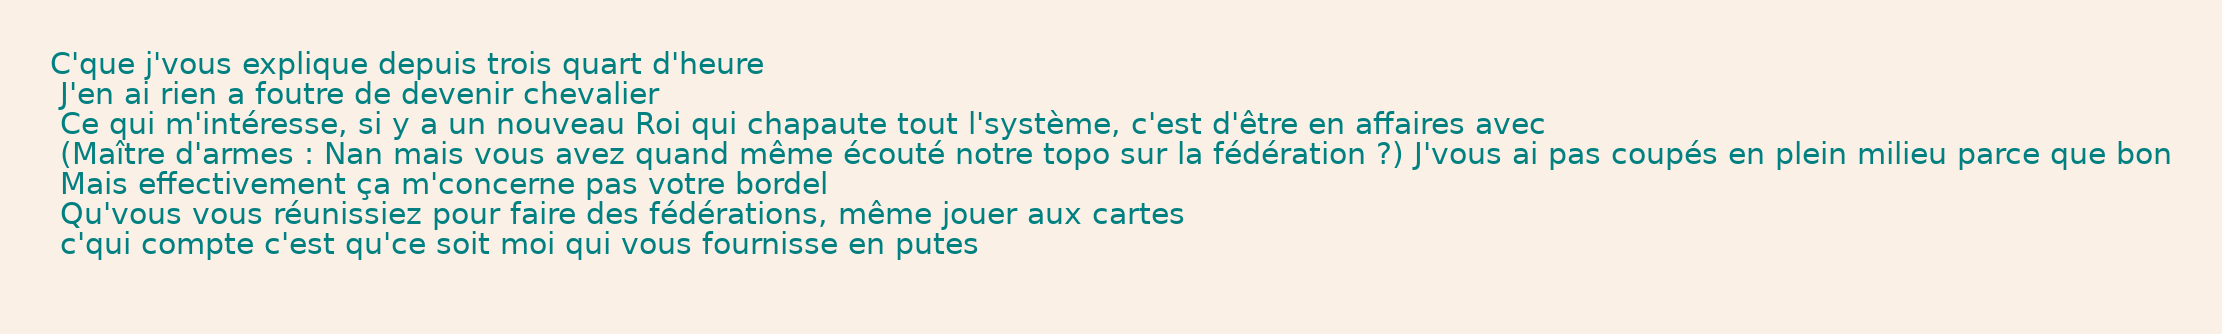 C'que j'vous explique depuis trois quart d'heure
J'en ai rien a foutre de devenir chevalier
Ce qui m'intéresse, si y a un nouveau Roi qui chapaute tout l'système, c'est d'être en affaires avec
(Maître d'armes : Nan mais vous avez quand même écouté notre topo sur la fédération ?) J'vous ai pas coupés en plein milieu parce que bon
Mais effectivement ça m'concerne pas votre bordel
Qu'vous vous réunissiez pour faire des fédérations, même jouer aux cartes
c'qui compte c'est qu'ce soit moi qui vous fournisse en putes